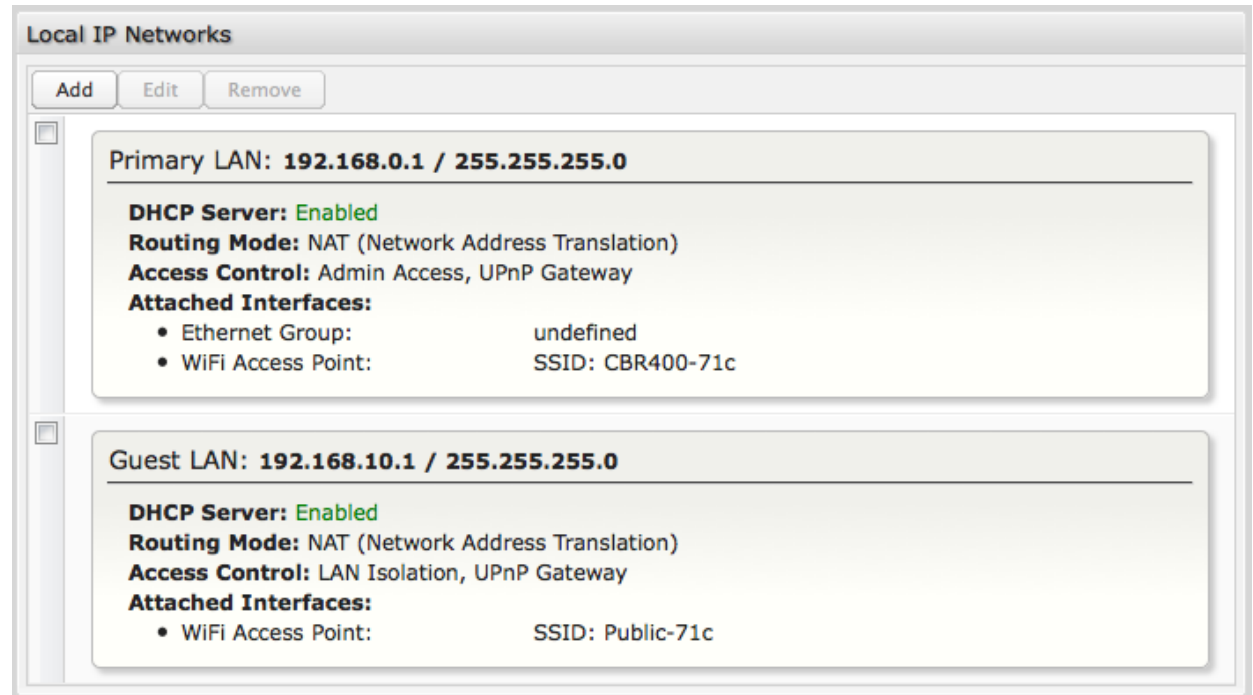 Local IP Networks
Add Edit Remove
Primary LAN: 192.168.0.1 / 255.255.255.0
DHCP Server: Enabled
Routing Mode: NAT (Network Address Translation)
Access Control: Admin Access, UPnP Gateway
Attached Interfaces:
• Ethernet Group: undefined
• WiFi Access Point: SSID: CBR400-71c
Guest LAN: 192.168.10.1 / 255.255.255.0
DHCP Server: Enabled
Routing Mode: NAT (Network Address Translation)
Access Control: LAN Isolation, UPnP Gateway
Attached Interfaces:
• WiFi Access Point: SSID: Public-71c